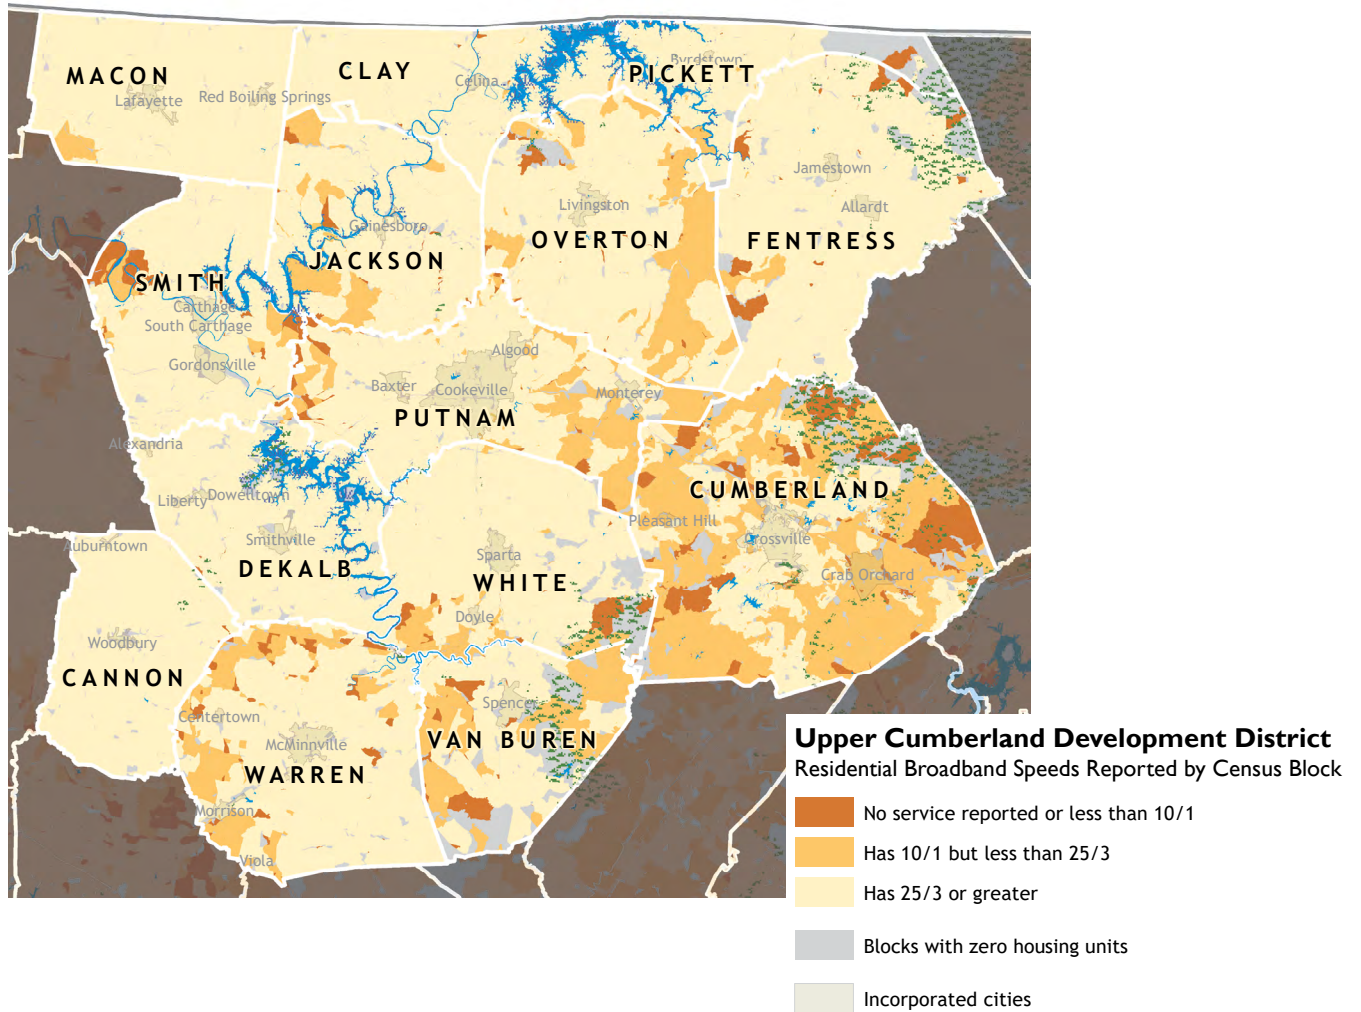 MACON
Lafayette
Red Boiling Springs
CLAY
Celina
Byrdstown
PICKETT
Jamestown
Allardt
Livingston
OVERTON
FENTRESS
Gainesboro
JACKSON
SMITH
Carthage
South Carthage
Gordonsville
Algood
Baxter
Cookeville
Monterey
PUTNAM
Alexandria
Liberty
Dowelltown
Smithville
DEKALB
CUMBERLAND
Pleasant Hill
Crossville
Crab Orchard
Auburntown
Sparta
WHITE
Doyle
Woodbury
CANNON
Centertown
McMinnville
WARREN
Morrison
Viola
Spencer
VAN BUREN
Upper Cumberland Development District
Residential Broadband Speeds Reported by Census Block
No service reported or less than 10/1
Has 10/1 but less than 25/3
Has 25/3 or greater
Blocks with zero housing units
Incorporated cities